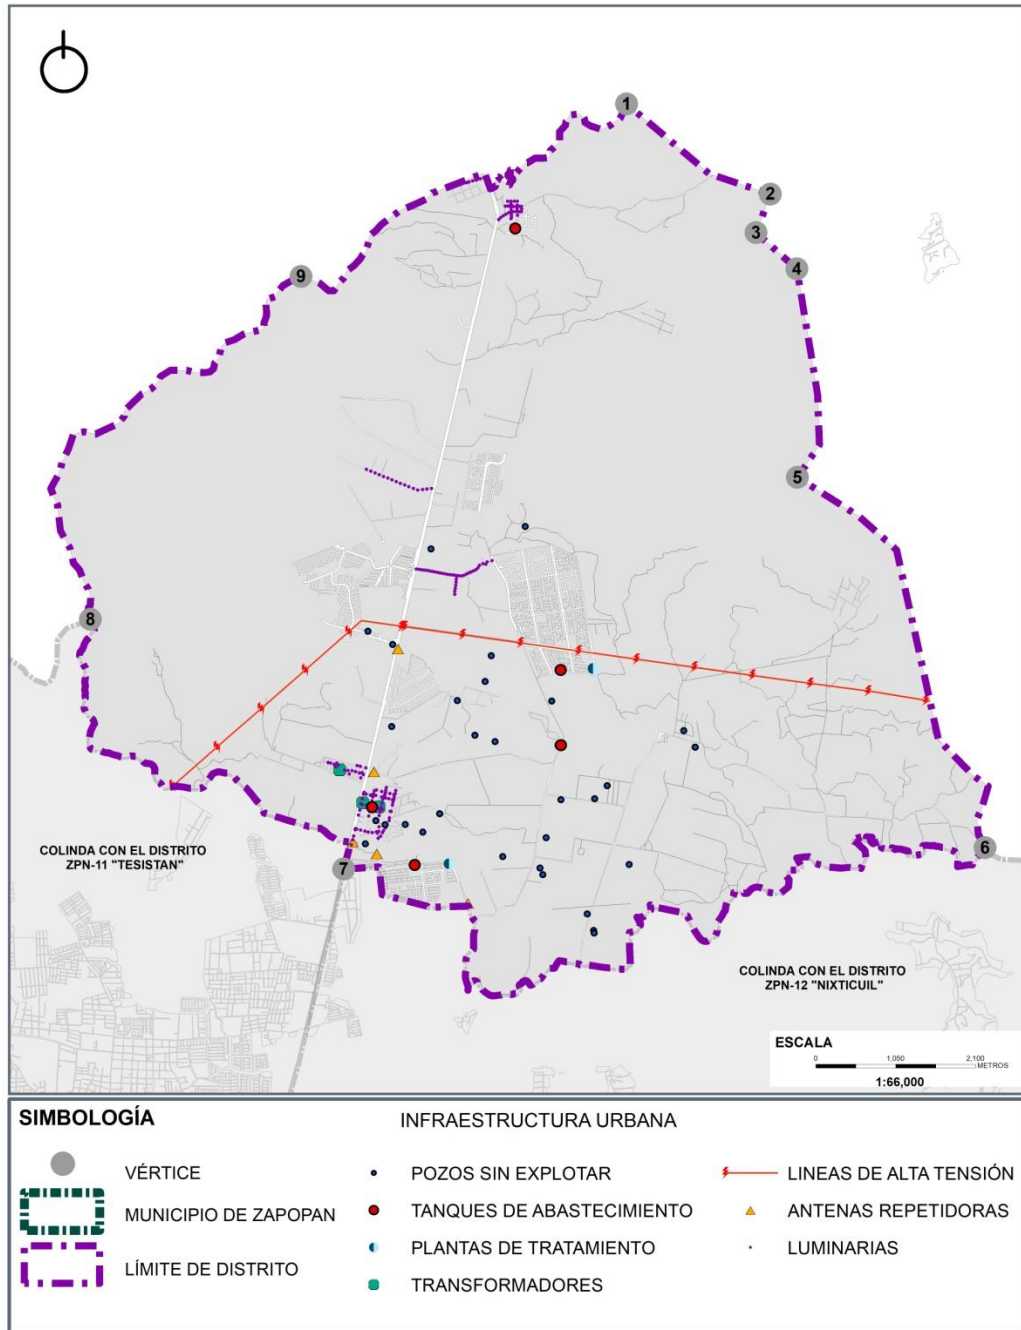 1
2
3
4
9
5
8
COLINDA CON EL DISTRITO
ZPN-11 "TESISTAN"
6
7
COLINDA CON EL DISTRITO
ZPN-12 "NIXTICUIL"
ESCALA
0 1,050 2,100
METROS
1:66,000
SIMBOLOGÍA
INFRAESTRUCTURA URBANA
VÉRTICE
POZOS SIN EXPLOTAR
LINEAS DE ALTA TENSIÓN
MUNICIPIO DE ZAPOPAN
TANQUES DE ABASTECIMIENTO
ANTENAS REPETIDORAS
LÍMITE DE DISTRITO
PLANTAS DE TRATAMIENTO
LUMINARIAS
TRANSFORMADORES